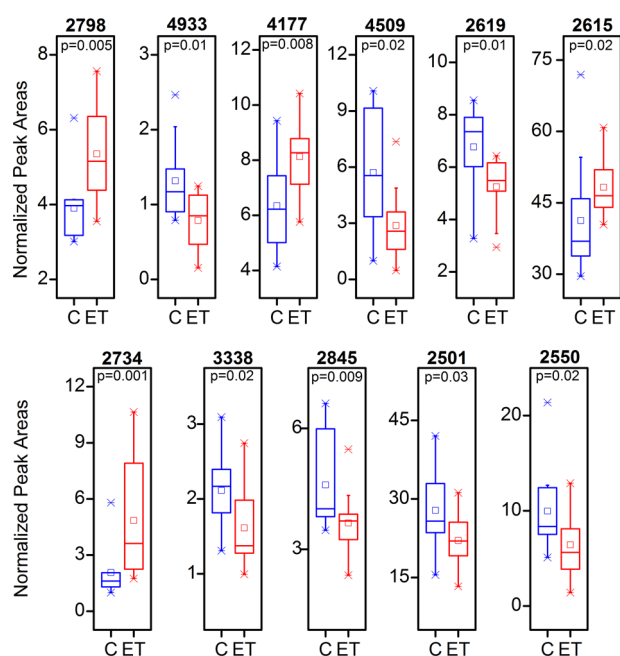 2798 4933 4177 4509 2619 2615
p=0.005 p=0.01 p=0.008 p=0.02 p=0.01 p=0.02
Normalized Peak Areas
8 6 4 2
3 2 1 0
10 8 6 4
9 6 3 0
10 8 6 4 2
75 60 45 30
C ET C ET C ET C ET C ET C ET
2734 3338 2845 2501 2550
p=0.001 p=0.02 p=0.009 p=0.03 p=0.02
Normalized Peak Areas
12 9 6 3 0
3 2 1
6 3
45 30 15
20 10 0
C ET C ET C ET C ET C ET